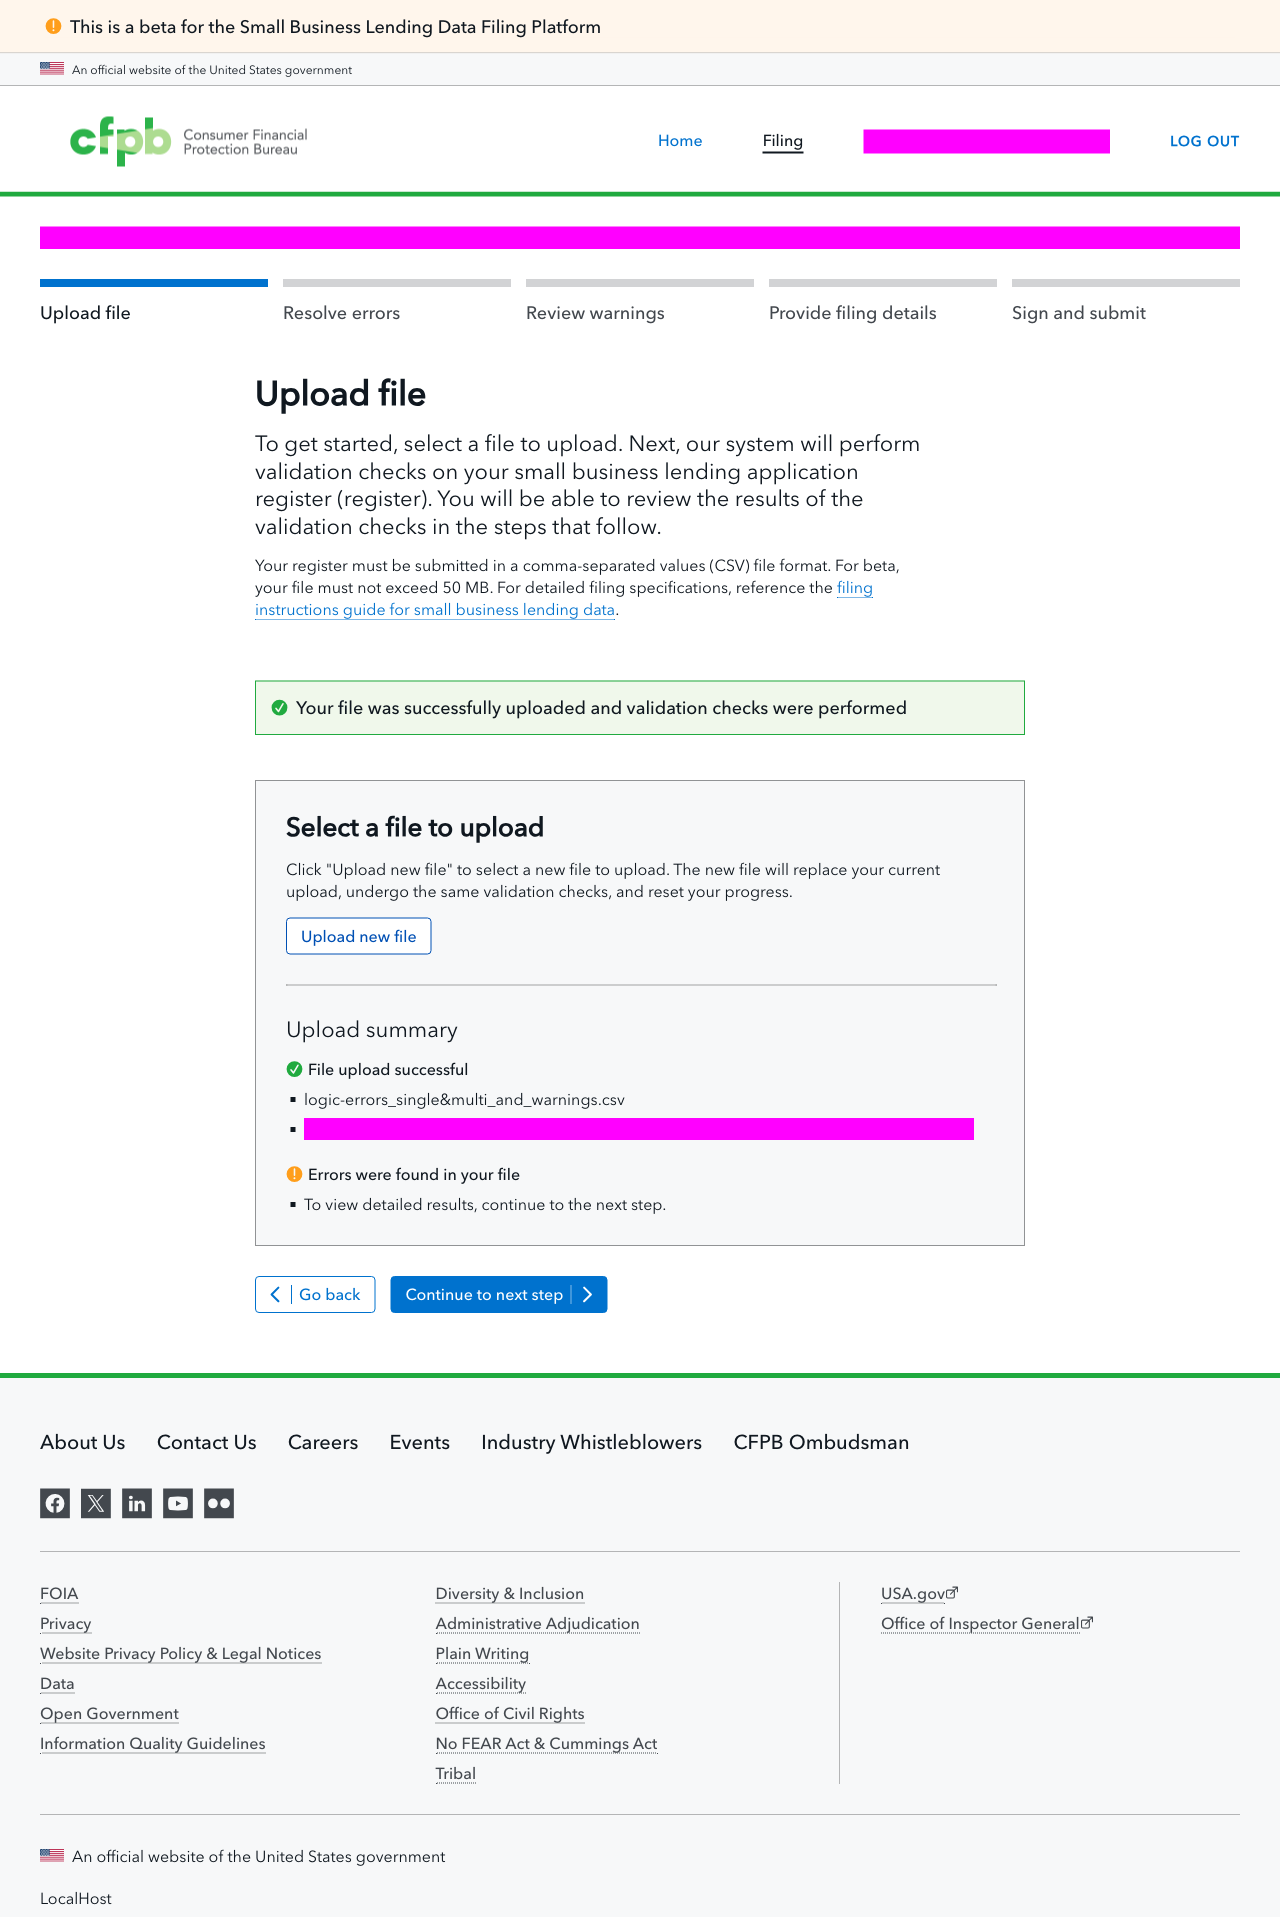 This is a beta for the Small Business Lending Data Filing Platform
An official website of the United States government
cfpb Consumer Financial
Protection Bureau
Home Filing LOG OUT
Upload file Resolve errors Review warnings Provide filing details Sign and submit
Upload file
To get started, select a file to upload. Next, our system will perform
validation checks on your small business lending application
register (register). You will be able to review the results of the
validation checks in the steps that follow.
Your register must be submitted in a comma-separated values (CSV) file format. For beta,
your file must not exceed 50 MB. For detailed filing specifications, reference the filing
instructions guide for small business lending data.
Your file was successfully uploaded and validation checks were performed
Select a file to upload
Click "Upload new file" to select a new file to upload. The new file will replace your current
upload, undergo the same validation checks, and reset your progress.
Upload new file
Upload summary
File upload successful
logic-errors_single&multi_and_warnings.csv
Errors were found in your file
To view detailed results, continue to the next step.
Go back Continue to next step
About Us Contact Us Careers Events Industry Whistleblowers CFPB Ombudsman
FOIA
Privacy
Website Privacy Policy & Legal Notices
Data
Open Government
Information Quality Guidelines
Diversity & Inclusion
Administrative Adjudication
Plain Writing
Accessibility
Office of Civil Rights
No FEAR Act & Cummings Act
Tribal
USA.gov
Office of Inspector General
An official website of the United States government
LocalHost